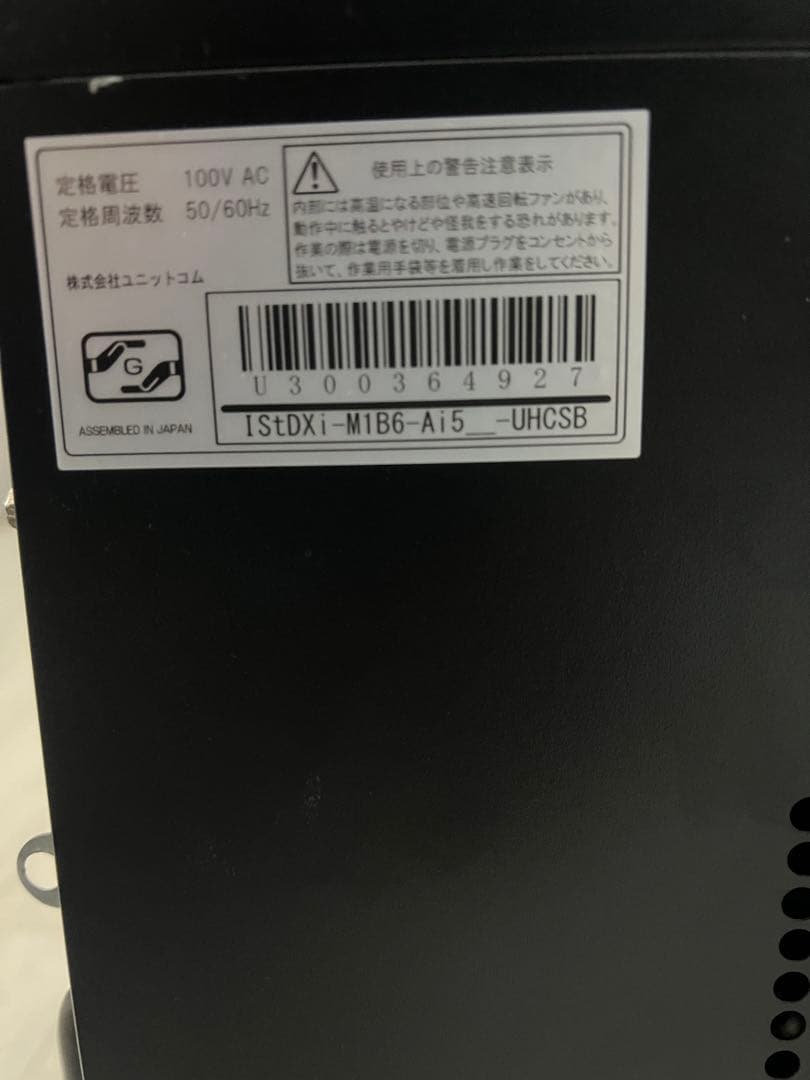 定格電圧 100V AC
定格周波数 50/60Hz
株式会社ユニットコム
G
ASSEMBLED IN JAPAN
使用上の警告注意表示
内部には高温になる部位や高速回転ファンがあり、
動作中に触るとやけどや怪我をする恐れがあります。
作業の際は電源を切り、電源プラグをコンセントから
抜いて、作業用手袋等を着用し作業をしてください。
U300364927
IStDXi-M1B6-Ai5__-UHCSB